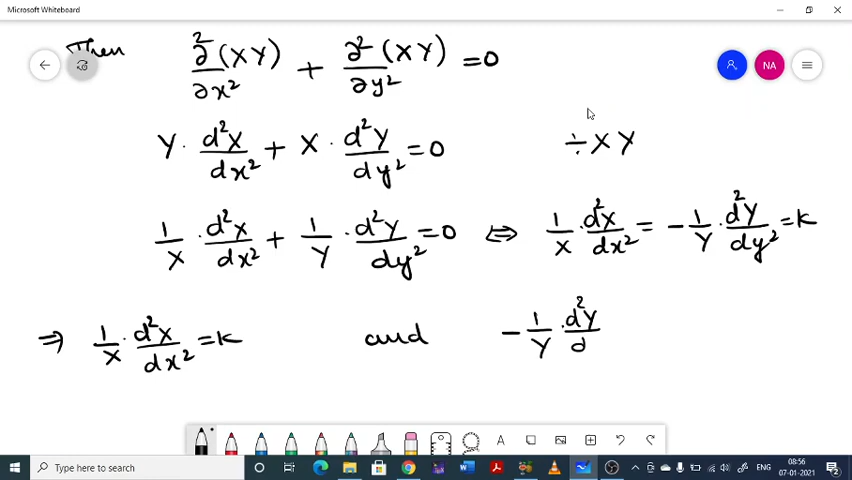 Microsoft Whiteboard
Then ∂²(XY)/∂x² + ∂²(XY)/∂y² = 0
NA
Y · d²X/dx² + X · d²Y/dy² = 0 ÷ X Y
1/X · d²X/dx² + 1/Y · d²Y/dy² = 0 ⇔ 1/X · d²X/dx² = - 1/Y · d²Y/dy² = k
⇒ 1/X · d²X/dx² = k and - 1/Y · d²Y/d
Type here to search
ENG
08:56
07-01-2021
2